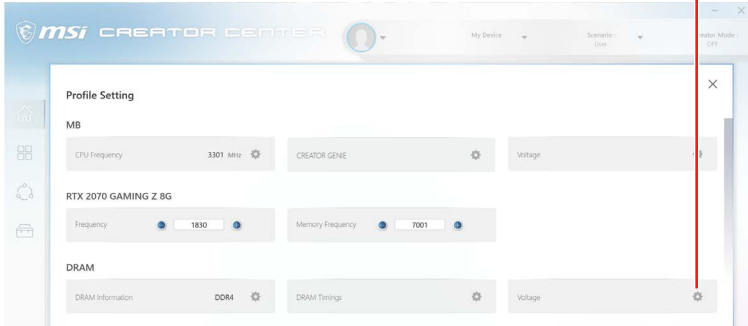 msi CREATOR CENTER
My Device
Scenario :
User
Creator Mode :
OFF
Profile Setting
MB
CPU Frequency 3301 MHz
CREATOR GENIE
Voltage
RTX 2070 GAMING Z 8G
Frequency 1830
Memory Frequency 7001
DRAM
DRAM Information DDR4
DRAM Timings
Voltage